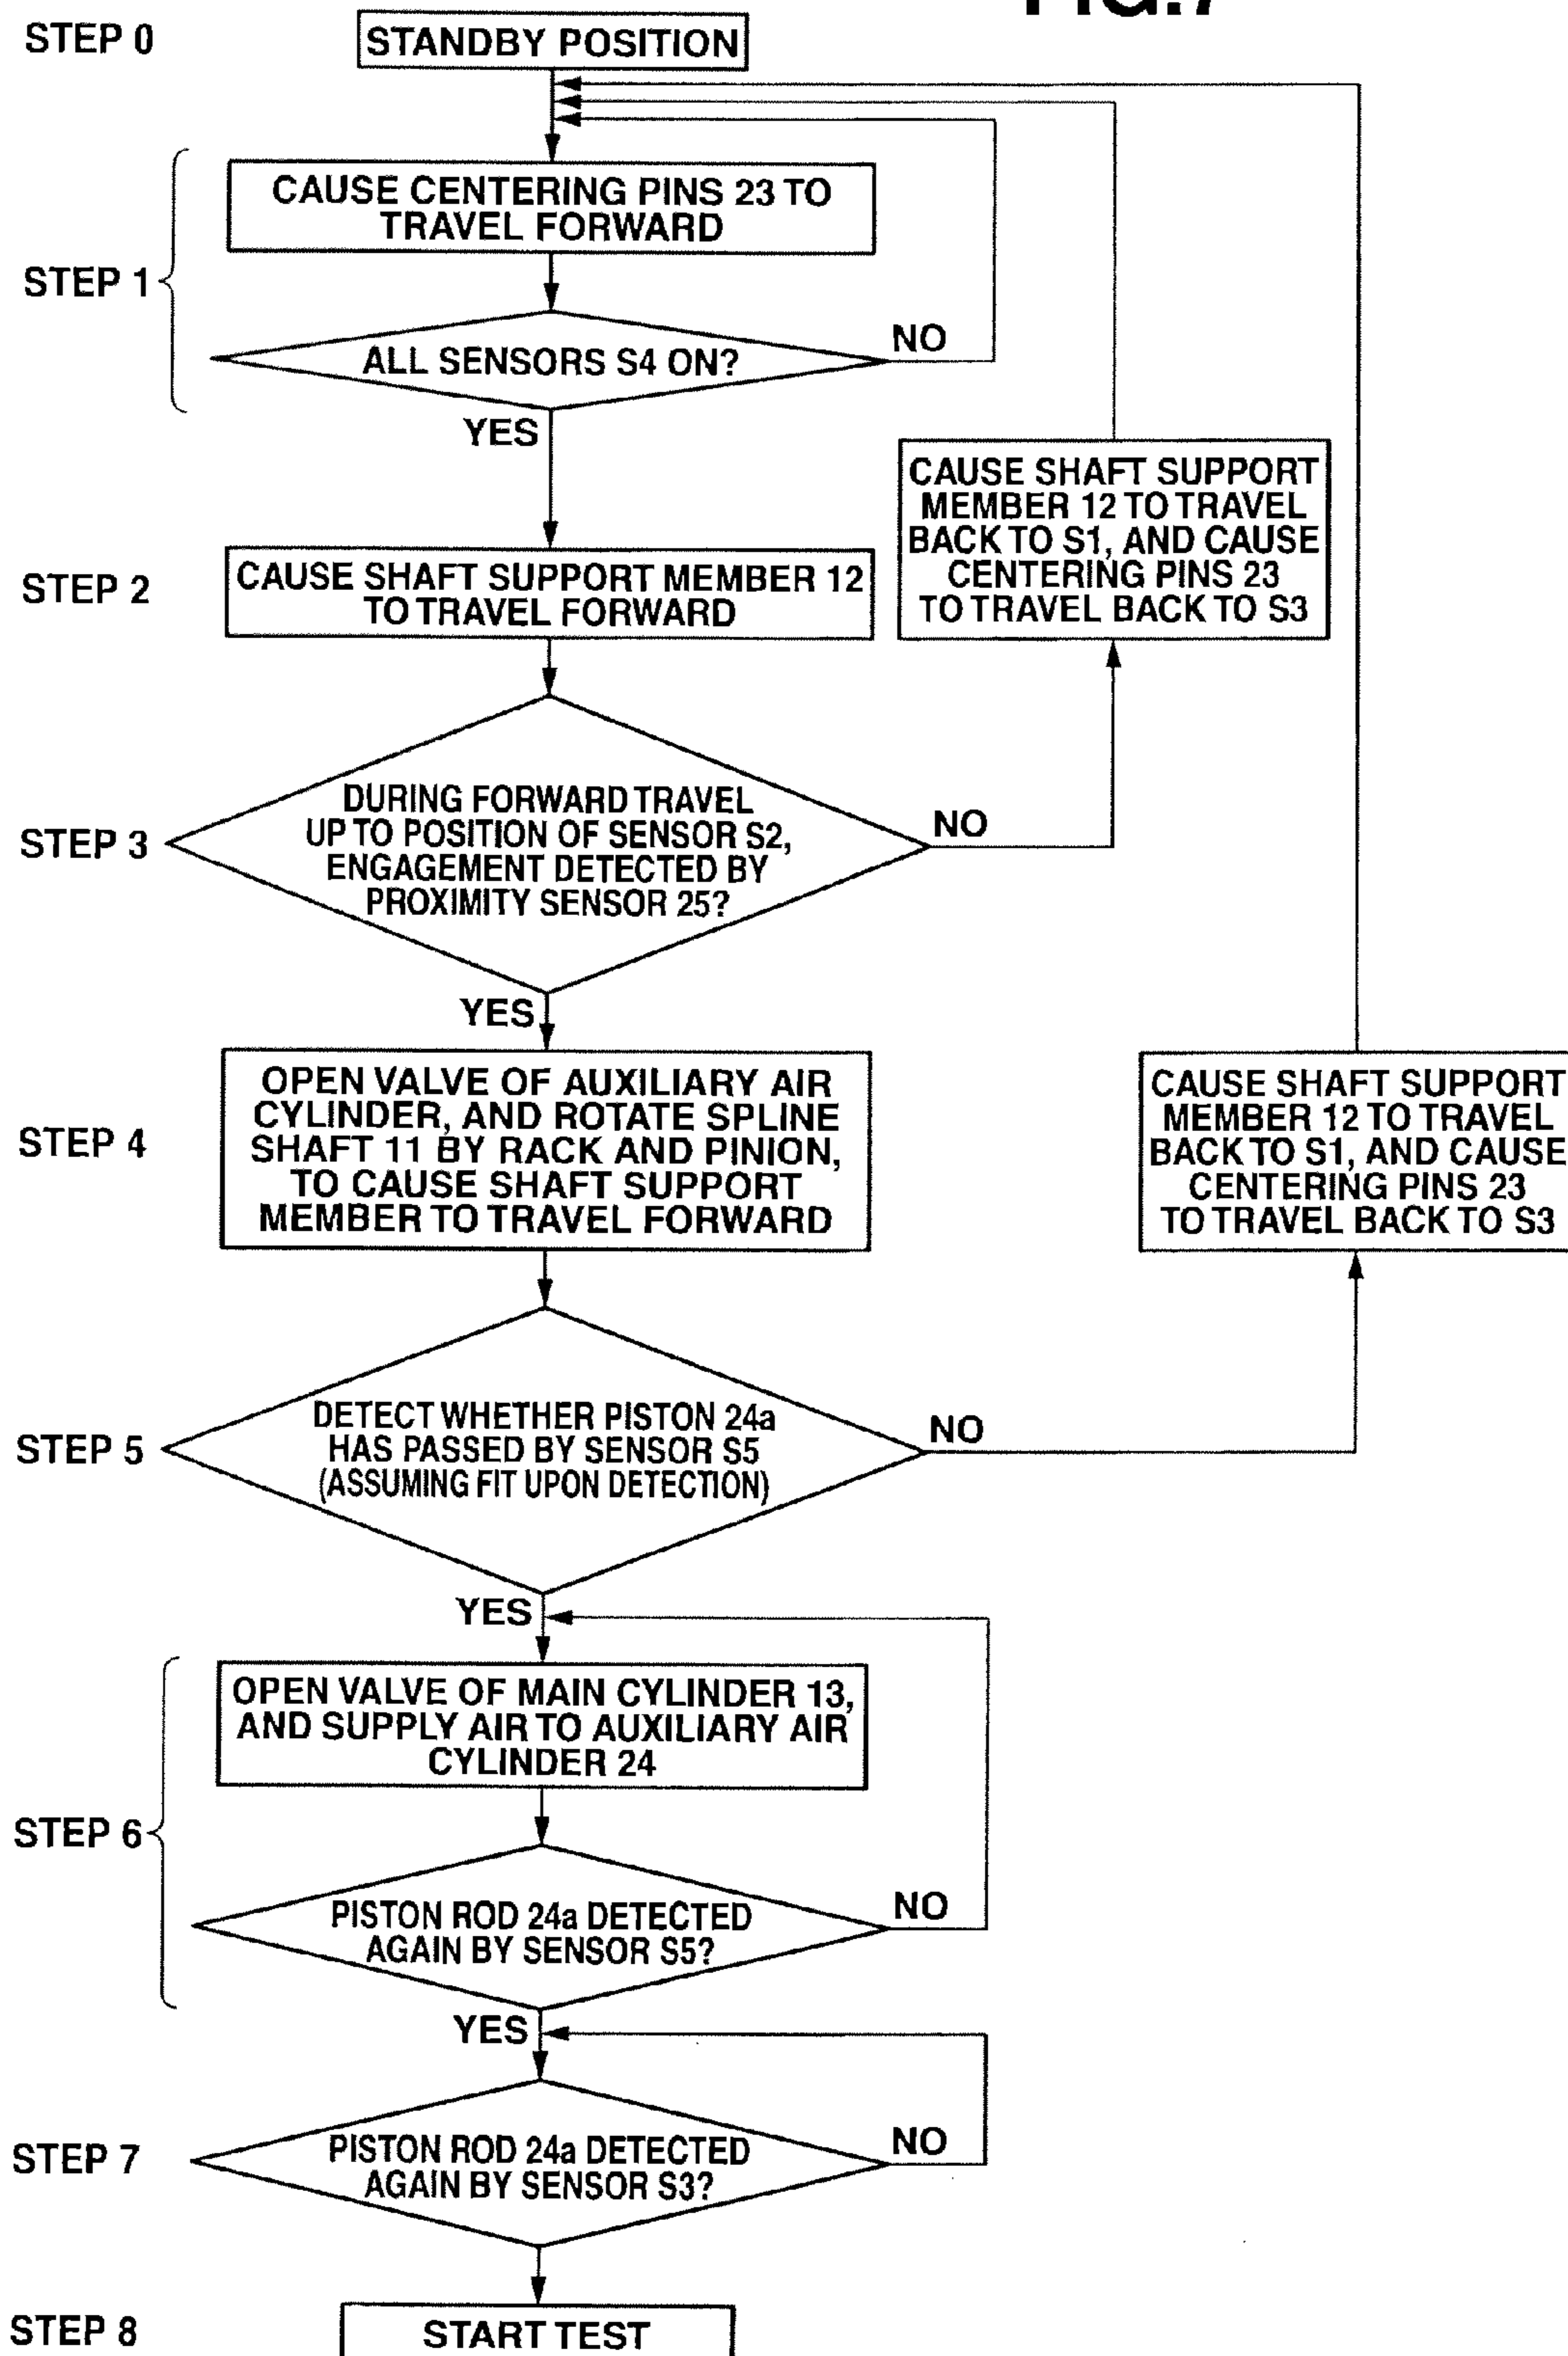 FIG.7
STEP 0
STANDBY POSITION
STEP 1
CAUSE CENTERING PINS 23 TO
TRAVEL FORWARD
ALL SENSORS S4 ON?
NO
YES
CAUSE SHAFT SUPPORT
MEMBER 12 TO TRAVEL
BACK TO S1, AND CAUSE
CENTERING PINS 23
TO TRAVEL BACK TO S3
STEP 2
CAUSE SHAFT SUPPORT MEMBER 12
TO TRAVEL FORWARD
STEP 3
DURING FORWARD TRAVEL
UP TO POSITION OF SENSOR S2,
ENGAGEMENT DETECTED BY
PROXIMITY SENSOR 25?
NO
YES
STEP 4
OPEN VALVE OF AUXILIARY AIR
CYLINDER, AND ROTATE SPLINE
SHAFT 11 BY RACK AND PINION,
TO CAUSE SHAFT SUPPORT
MEMBER TO TRAVEL FORWARD
CAUSE SHAFT SUPPORT
MEMBER 12 TO TRAVEL
BACK TO S1, AND CAUSE
CENTERING PINS 23
TO TRAVEL BACK TO S3
STEP 5
DETECT WHETHER PISTON 24a
HAS PASSED BY SENSOR S5
(ASSUMING FIT UPON DETECTION)
NO
YES
STEP 6
OPEN VALVE OF MAIN CYLINDER 13,
AND SUPPLY AIR TO AUXILIARY AIR
CYLINDER 24
PISTON ROD 24a DETECTED
AGAIN BY SENSOR S5?
NO
YES
STEP 7
PISTON ROD 24a DETECTED
AGAIN BY SENSOR S3?
NO
STEP 8
START TEST